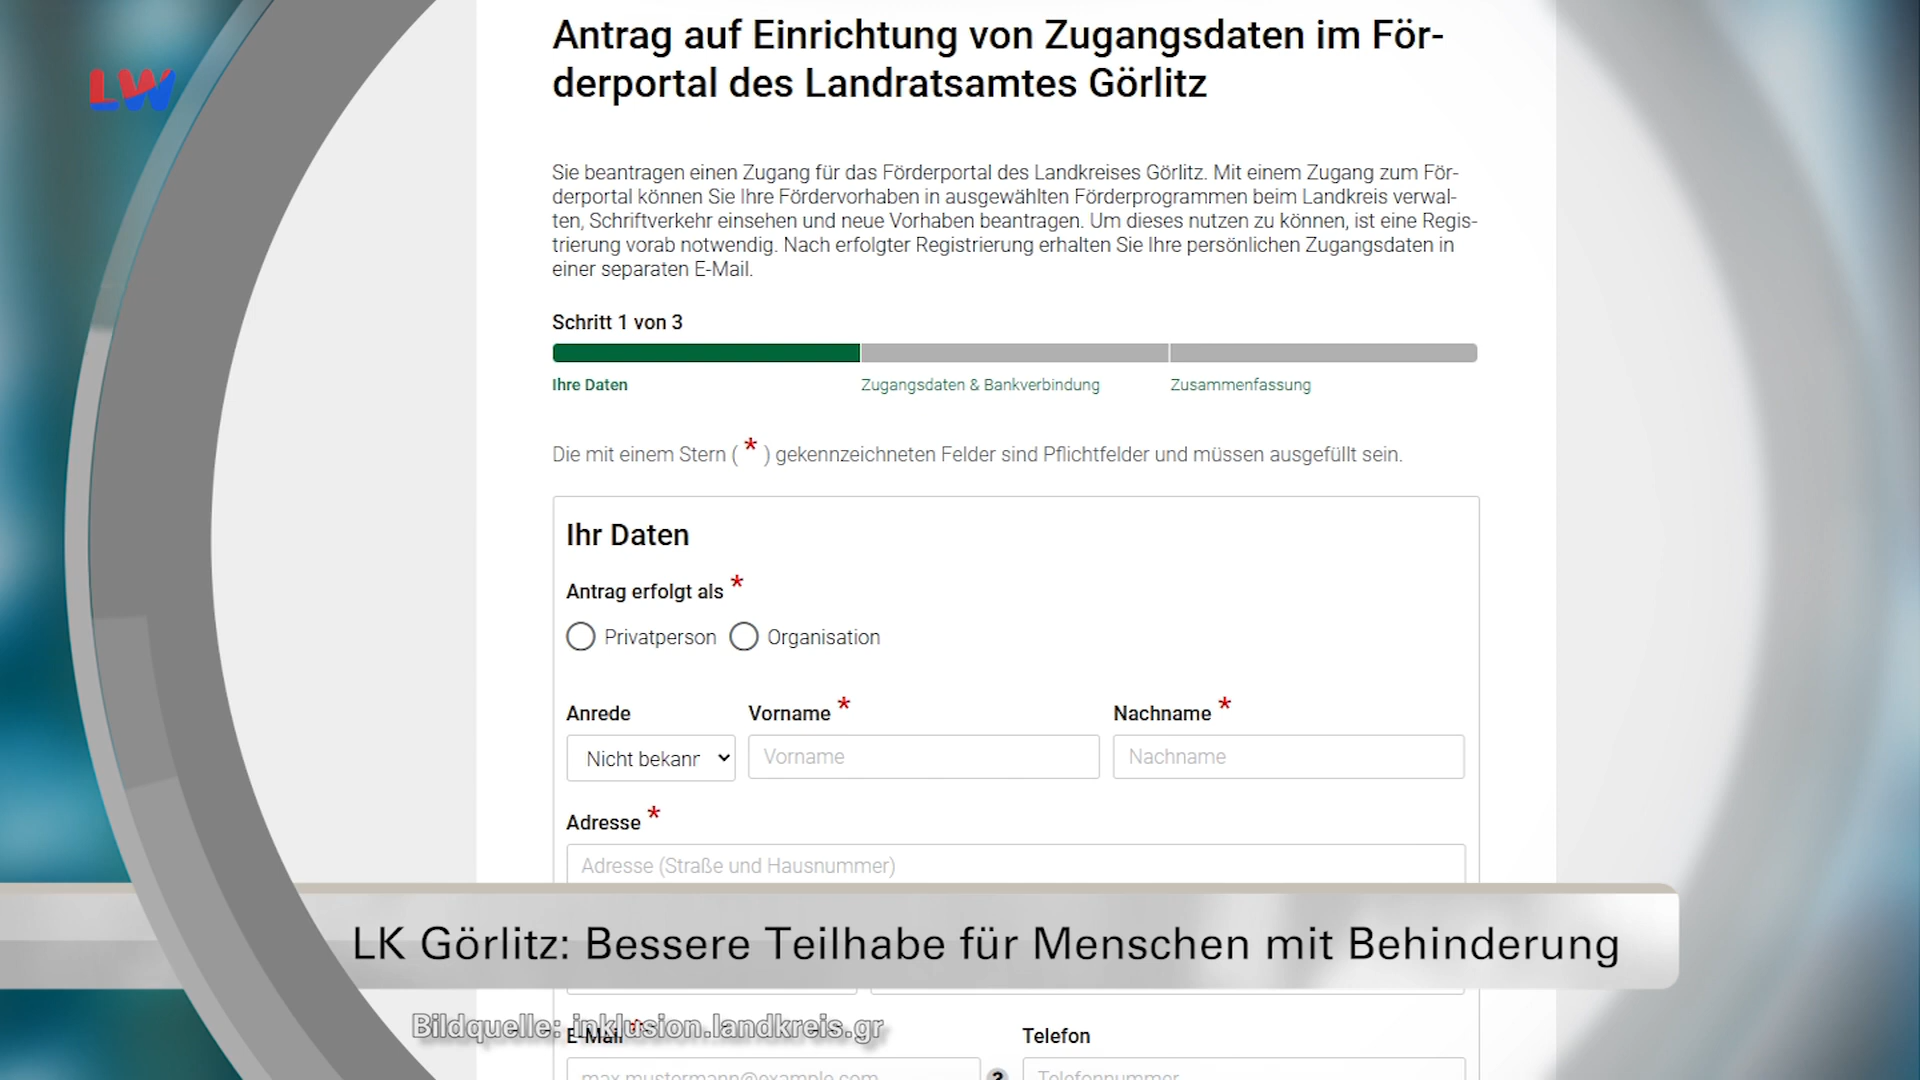 LW
Antrag auf Einrichtung von Zugangsdaten im För-
derportal des Landratsamtes Görlitz
Sie beantragen einen Zugang für das Förderportal des Landkreises Görlitz. Mit einem Zugang zum För-
derportal können Sie Ihre Fördervorhaben in ausgewählten Förderprogrammen beim Landkreis verwal-
ten, Schriftverkehr einsehen und neue Vorhaben beantragen. Um dieses nutzen zu können, ist eine Regis-
trierung vorab notwendig. Nach erfolgter Registrierung erhalten Sie Ihre persönlichen Zugangsdaten in
einer separaten E-Mail.
Schritt 1 von 3
Ihre Daten Zugangsdaten & Bankverbindung Zusammenfassung
Die mit einem Stern ( * ) gekennzeichneten Felder sind Pflichtfelder und müssen ausgefüllt sein.
Ihr Daten
Antrag erfolgt als *
Privatperson Organisation
Anrede Vorname * Nachname *
Nicht bekanr Vorname Nachname
Adresse *
Adresse (Straße und Hausnummer)
LK Görlitz: Bessere Teilhabe für Menschen mit Behinderung
Bildquelle: inklusion.landkreis.gr
E-Mail * Telefon
max.mustermann@example.com ? Telefonnummer